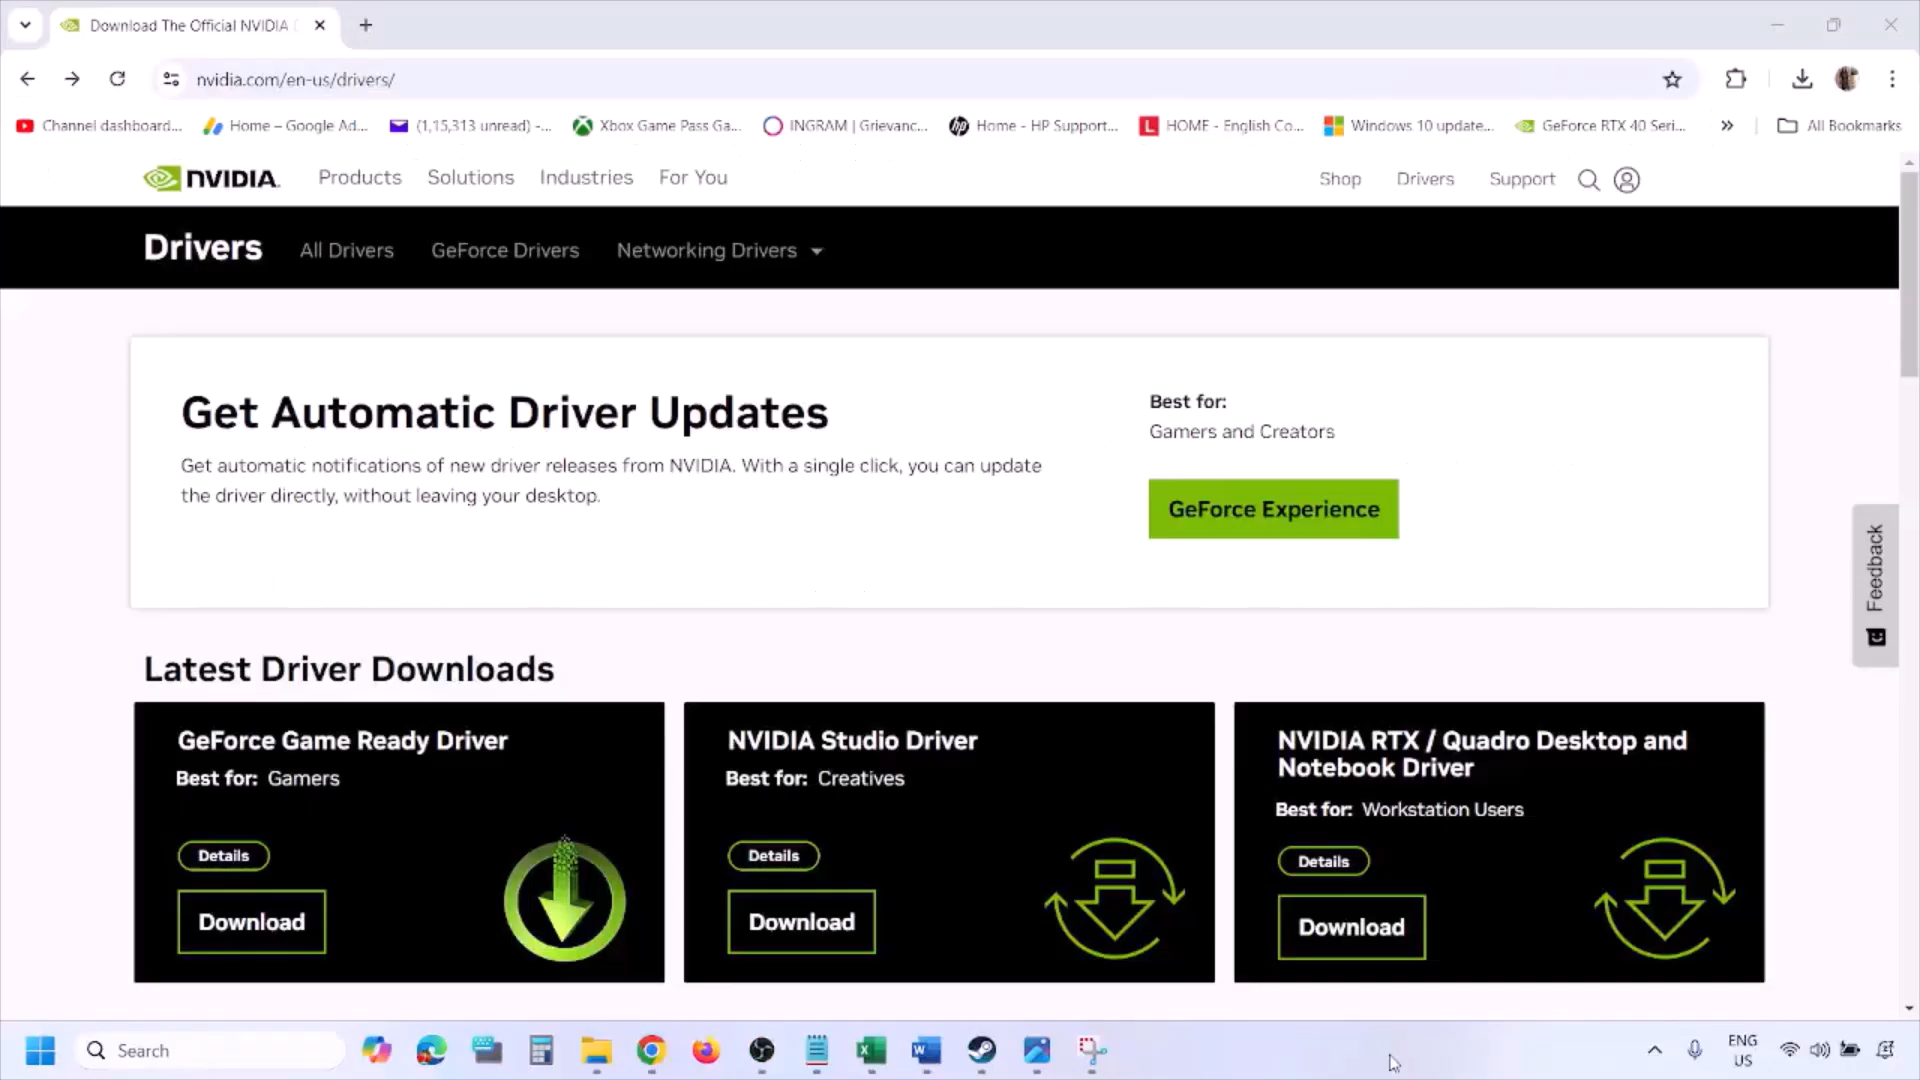 Download The Official NVIDIA
nvidia.com/en-us/drivers/
Channel dashboard...
Home – Google Ad...
(1,15,313 unread) -...
Xbox Game Pass Ga...
INGRAM | Grievanc...
Home - HP Support...
HOME - English Co...
Windows 10 update...
GeForce RTX 40 Seri...
All Bookmarks
NVIDIA.
Products
Solutions
Industries
For You
Shop
Drivers
Support
Drivers
All Drivers
GeForce Drivers
Networking Drivers
Get Automatic Driver Updates
Get automatic notifications of new driver releases from NVIDIA. With a single click, you can update
the driver directly, without leaving your desktop.
Best for:
Gamers and Creators
GeForce Experience
Feedback
Latest Driver Downloads
GeForce Game Ready Driver
Best for: Gamers
Details
Download
NVIDIA Studio Driver
Best for: Creatives
Details
Download
NVIDIA RTX / Quadro Desktop and
Notebook Driver
Best for: Workstation Users
Details
Download
Search
ENG
US